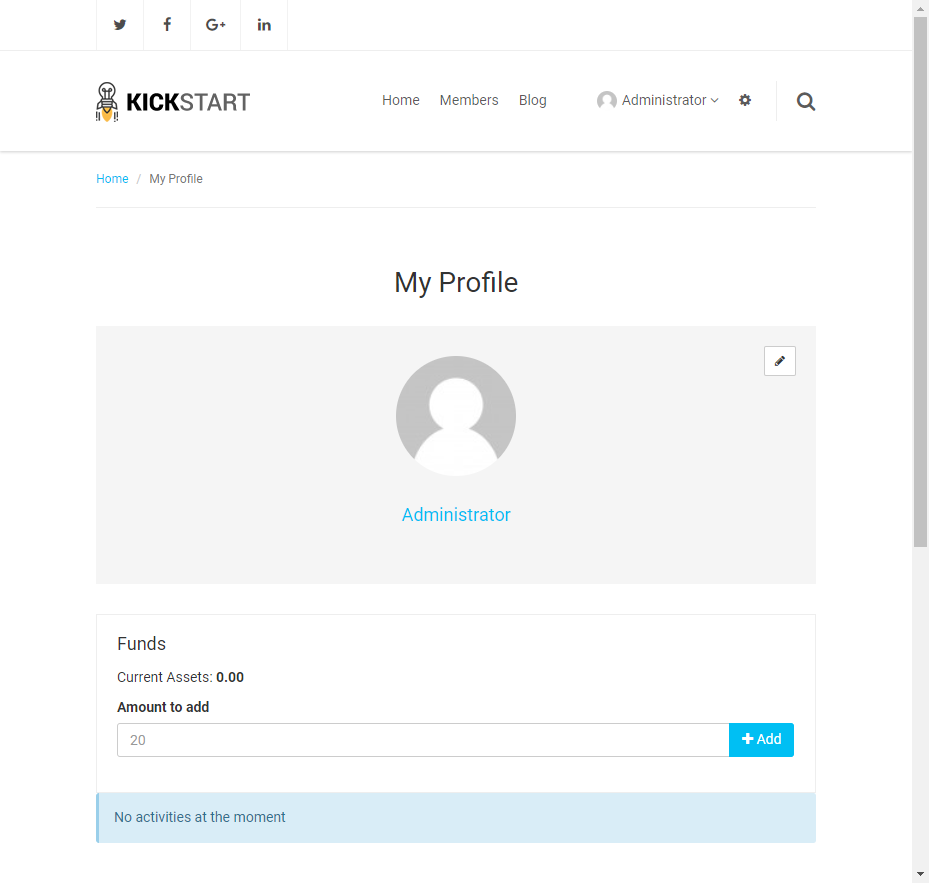 KICKSTART
Home Members Blog Administrator
Home / My Profile
My Profile
Administrator
Funds
Current Assets: 0.00
Amount to add
20
Add
No activities at the moment